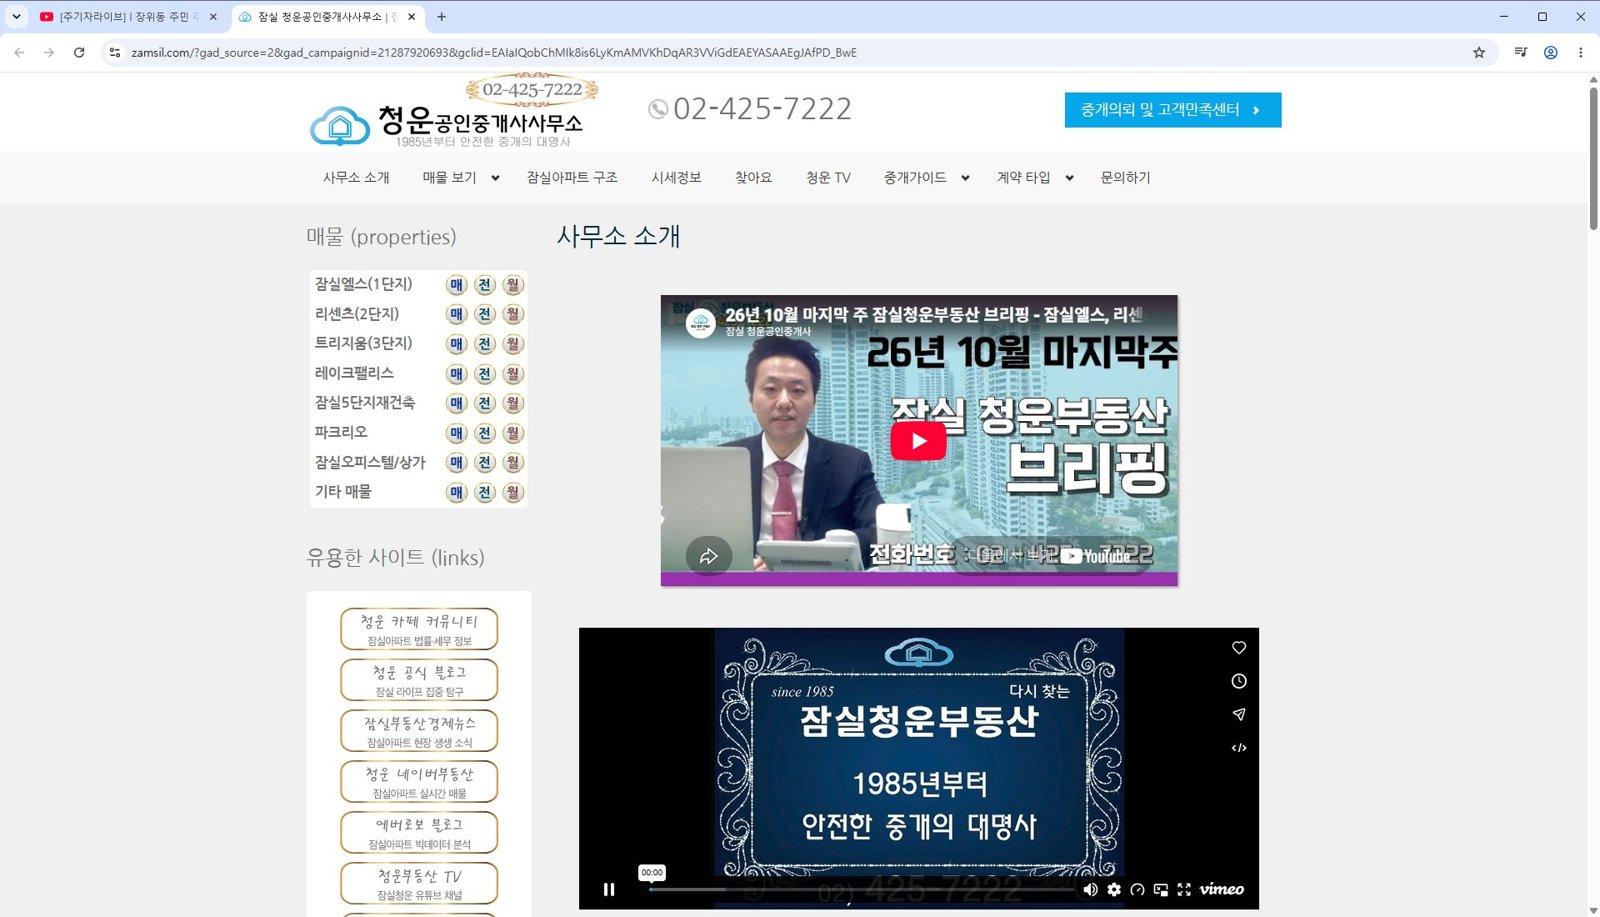 [주기자라이브] I 장위동 주민
잠실 청운공인중개사사무소 |
zamsil.com/?gad_source=2&gad_campaignid=21287920693&gclid=EAIaIQobChMIk8is6LyKmAMVKhDqAR3VViGdEAEYASAAEgJAfPD_BwE
02-425-7222
청운공인중개사사무소
1985년부터 안전한 중개의 대명사
02-425-7222
중개의뢰 및 고객만족센터
사무소 소개 매물 보기 잠실아파트 구조 시세정보 찾아요 청운 TV 중개가이드 계약 타입 문의하기
매물 (properties)
잠실엘스(1단지) 매 전 월
리센츠(2단지) 매 전 월
트리지움(3단지) 매 전 월
레이크팰리스 매 전 월
잠실5단지재건축 매 전 월
파크리오 매 전 월
잠실오피스텔/상가 매 전 월
기타 매물 매 전 월
유용한 사이트 (links)
청운 카페 커뮤니티
잠실아파트 법률·세무 정보
청운 공식 블로그
잠실 라이프 집중 탐구
잠실부동산경제뉴스
잠실아파트 현장 생생 소식
청운 네이버부동산
잠실아파트 실시간 매물
에버로보 블로그
잠실아파트 빅데이터 분석
청운부동산 TV
잠실청운 유튜브 채널
사무소 소개
26년 10월 마지막 주 잠실청운부동산 브리핑 - 잠실엘스, 리센
잠실 청운공인중개사
26년 10월 마지막주
잠실 청운부동산
브리핑
전화번호 : 02 - 425 - 7222
다음에서 보기 YouTube
since 1985 다시 찾는
잠실청운부동산
1985년부터
안전한 중개의 대명사
00:00
02) 425-7222
vimeo